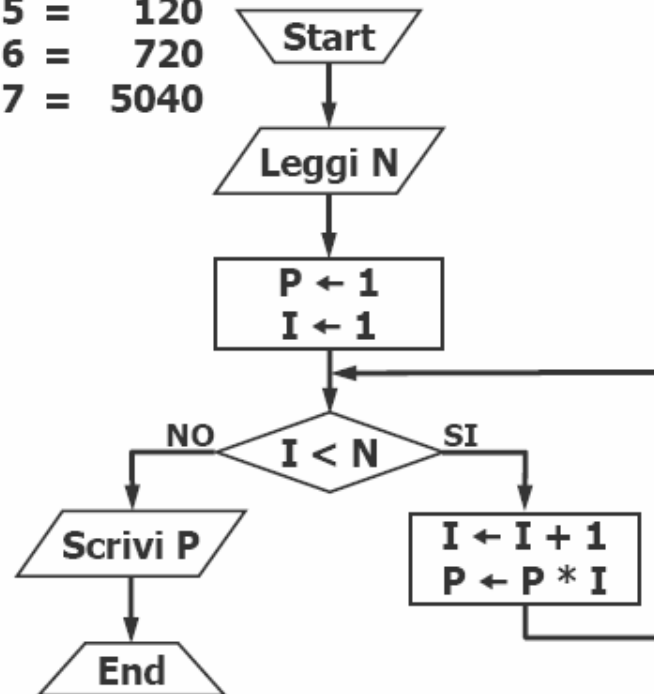 5 = 120
6 = 720
7 = 5040
Start
Leggi N
P ← 1
I ← 1
I < N
NO
SI
Scrivi P
I ← I + 1
P ← P * I
End